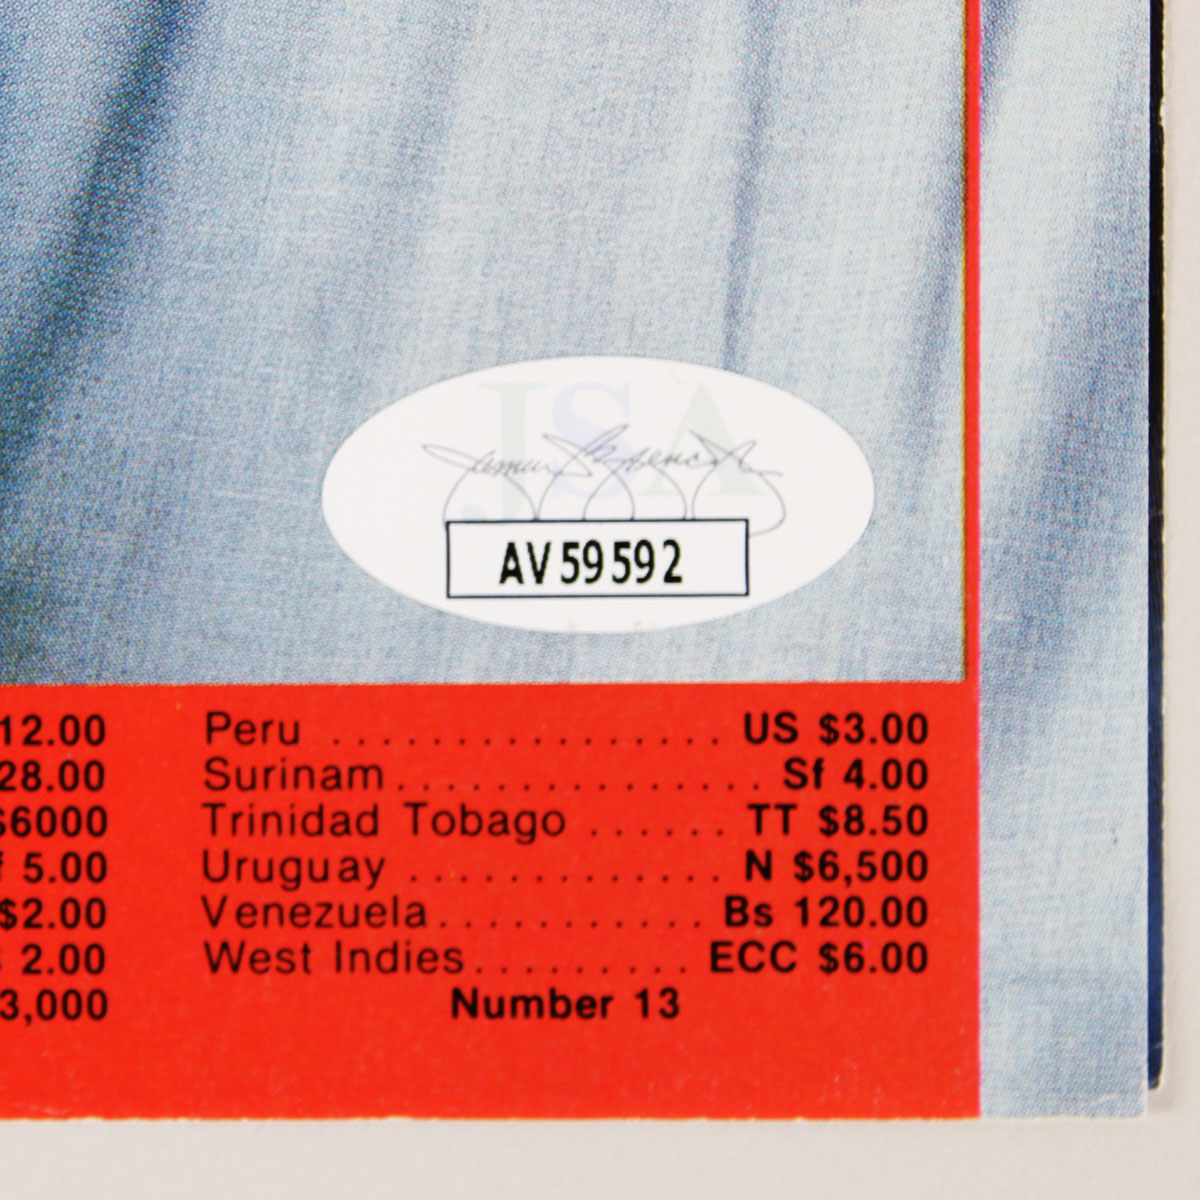 JSA
AV59592
12.00 Peru ................. US $3.00
28.00 Surinam ................ Sf 4.00
$6000 Trinidad Tobago ...... TT $8.50
5.00 Uruguay ............. N $6,500
$2.00 Venezuela ........... Bs 120.00
2.00 West Indies ......... ECC $6.00
3,000 Number 13